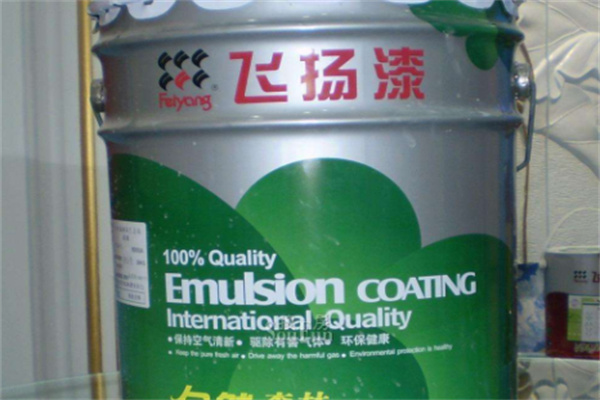 Feiyang® 飞扬漆
100% Quality
Emulsion COATING
International Quality
•保持空气清新• 驱除有害气体• 环保健康
• Keep the pure fresh air • Drive away the harmful gas • Environmental protection is healthy